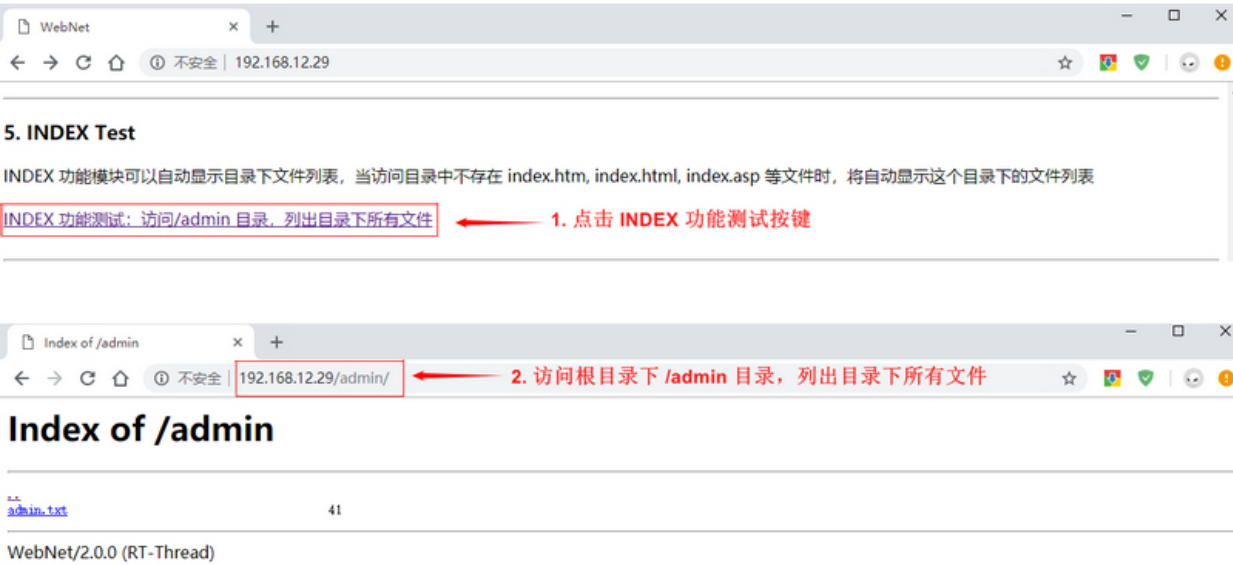 WebNet
不安全 | 192.168.12.29
5. INDEX Test
INDEX 功能模块可以自动显示目录下文件列表，当访问目录中不存在 index.htm, index.html, index.asp 等文件时，将自动显示这个目录下的文件列表
INDEX 功能测试：访问/admin 目录，列出目录下所有文件
1. 点击 INDEX 功能测试按键
Index of /admin
不安全 | 192.168.12.29/admin/
2. 访问根目录下 /admin 目录，列出目录下所有文件
Index of /admin
..
admin.txt 41
WebNet/2.0.0 (RT-Thread)